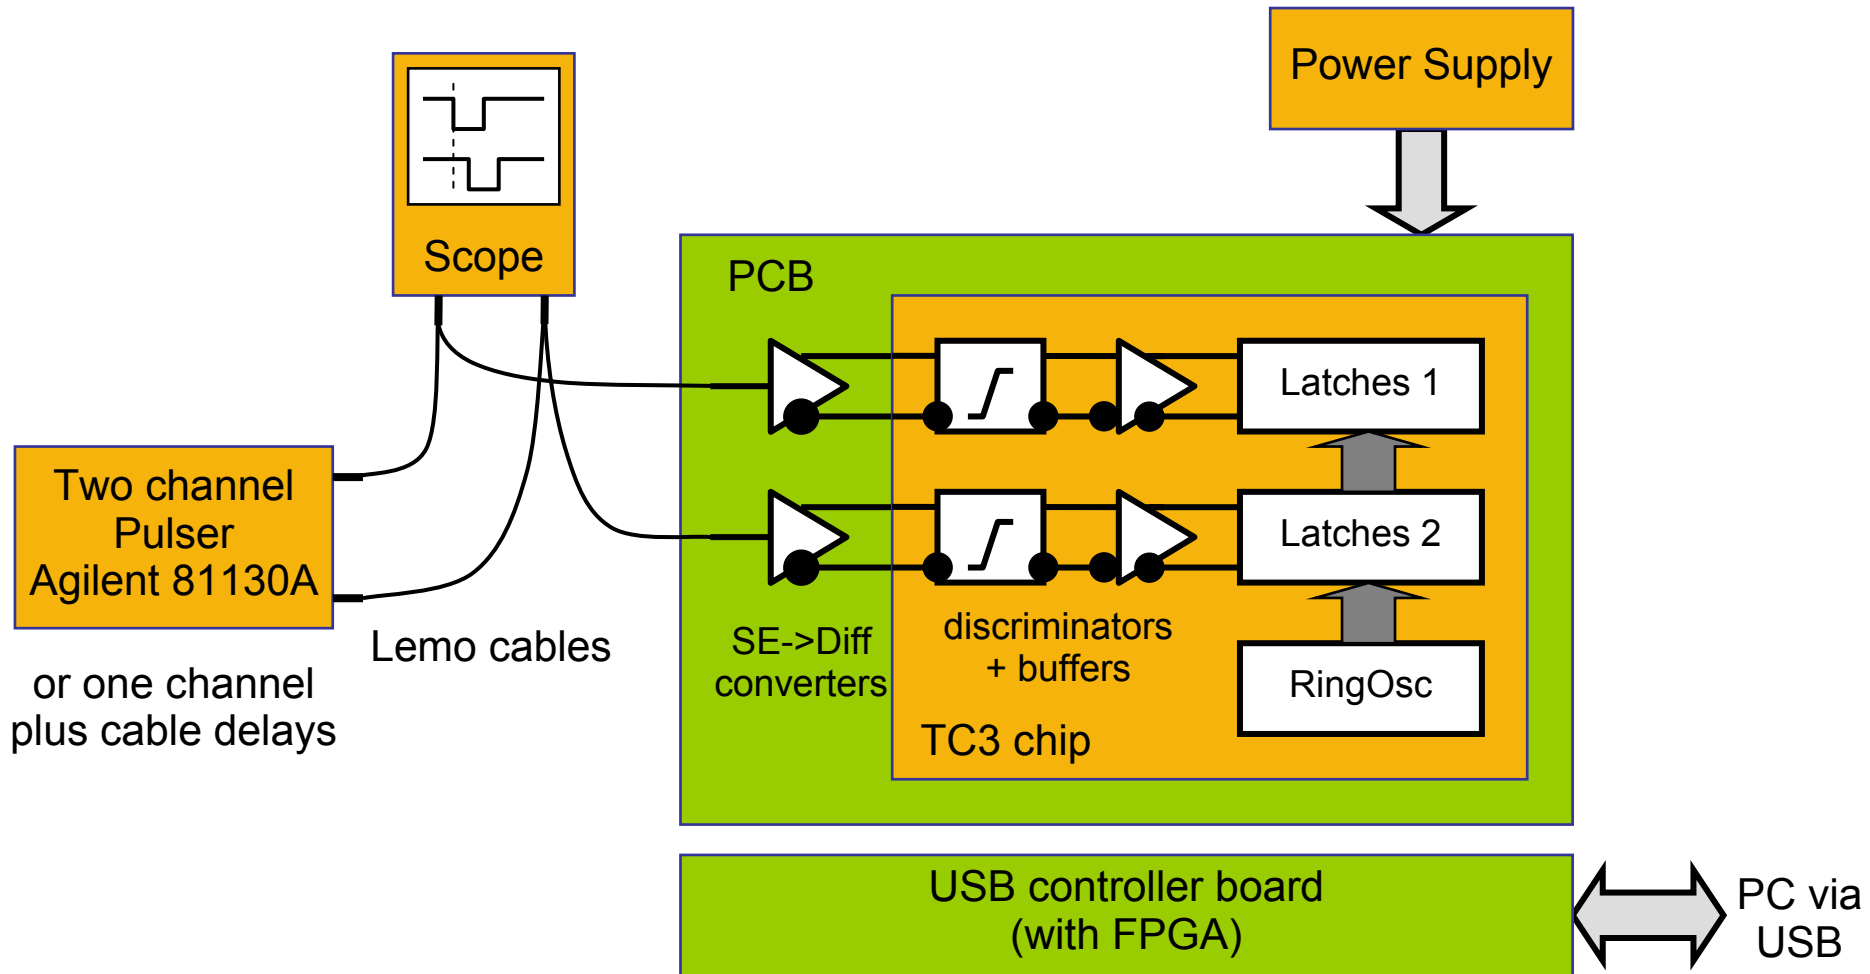 Power Supply
Scope
PCB
Latches 1
Two channel
Pulser
Agilent 81130A
Latches 2
Lemo cables
SE->Diff
converters
discriminators
+ buffers
or one channel
plus cable delays
RingOsc
TC3 chip
USB controller board
(with FPGA)
PC via
USB